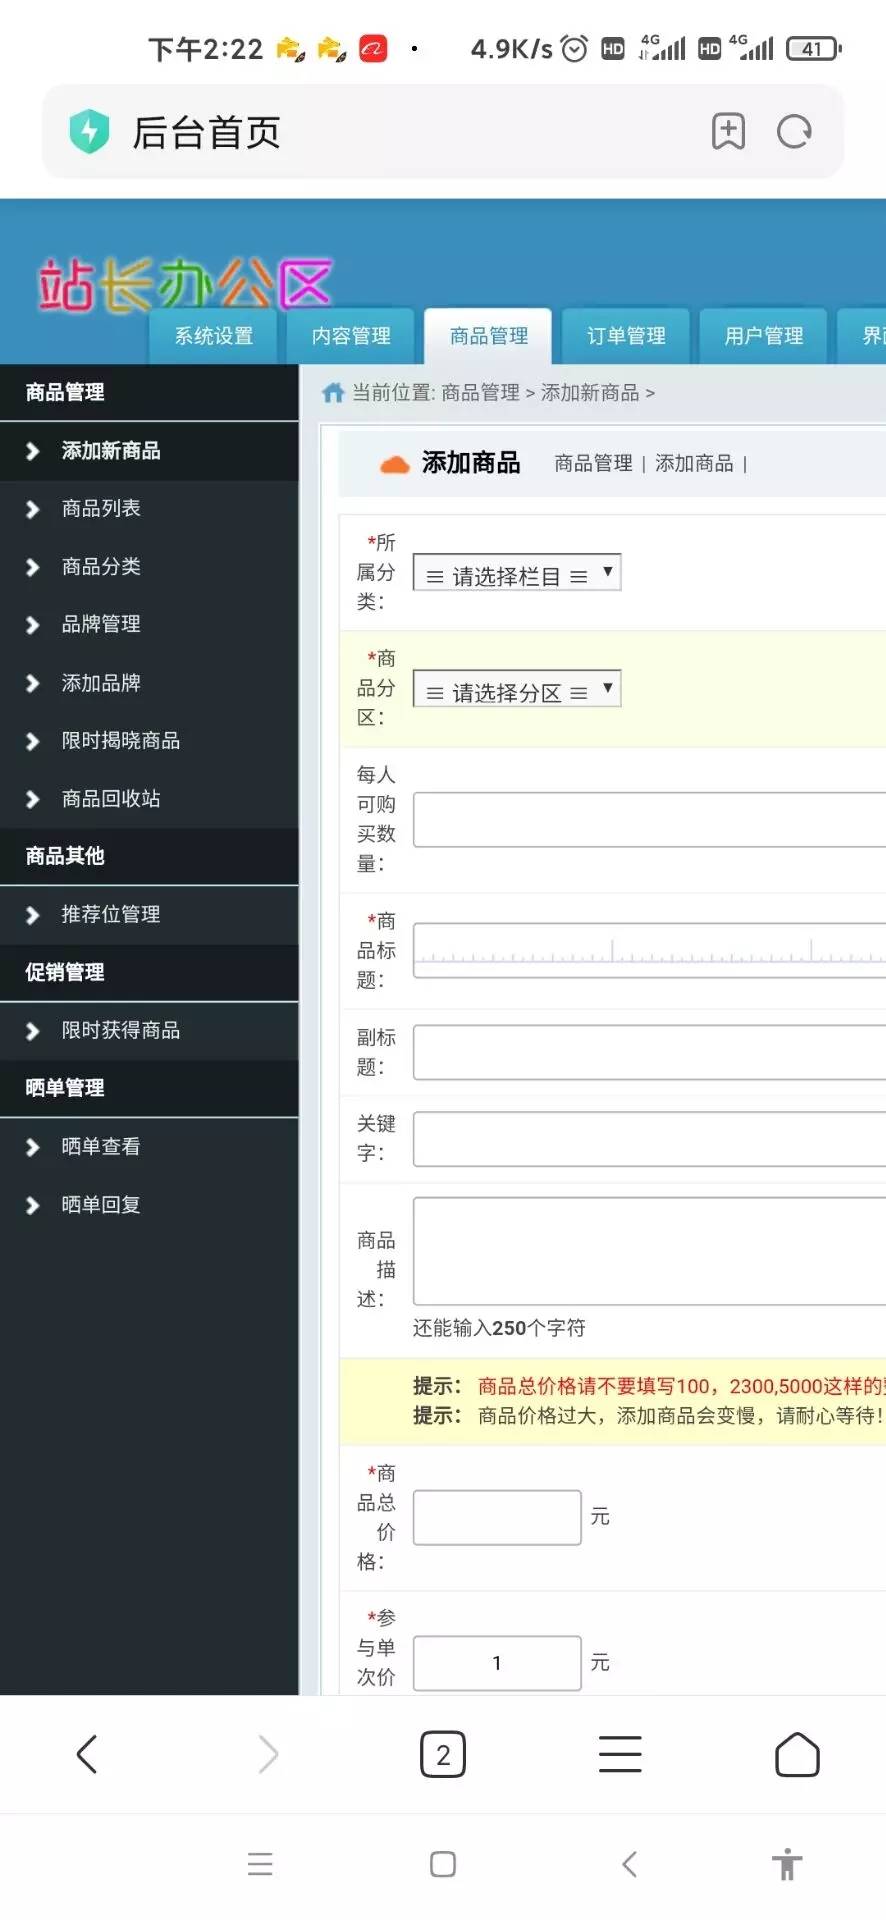 下午2:22
4.9K/s
HD
4G
HD
4G
41
后台首页
站长办公区
系统设置
内容管理
商品管理
订单管理
用户管理
商品管理
当前位置: 商品管理 > 添加新商品 >
添加新商品
添加商品
商品管理 | 添加商品 |
商品列表
商品分类
品牌管理
添加品牌
限时揭晓商品
商品回收站
商品其他
推荐位管理
促销管理
限时获得商品
晒单管理
晒单查看
晒单回复
*所
属分
类:
≡ 请选择栏目 ≡
*商
品分
区:
≡ 请选择分区 ≡
每人
可购
买数
量:
*商
品标
题:
副标
题:
关键
字:
商品
描
述:
还能输入250个字符
提示: 商品总价格请不要填写100，2300,5000这样的
提示: 商品价格过大，添加商品会变慢，请耐心等待!
*商
品总
价
格:
元
*参
与单
次价
1
元
2